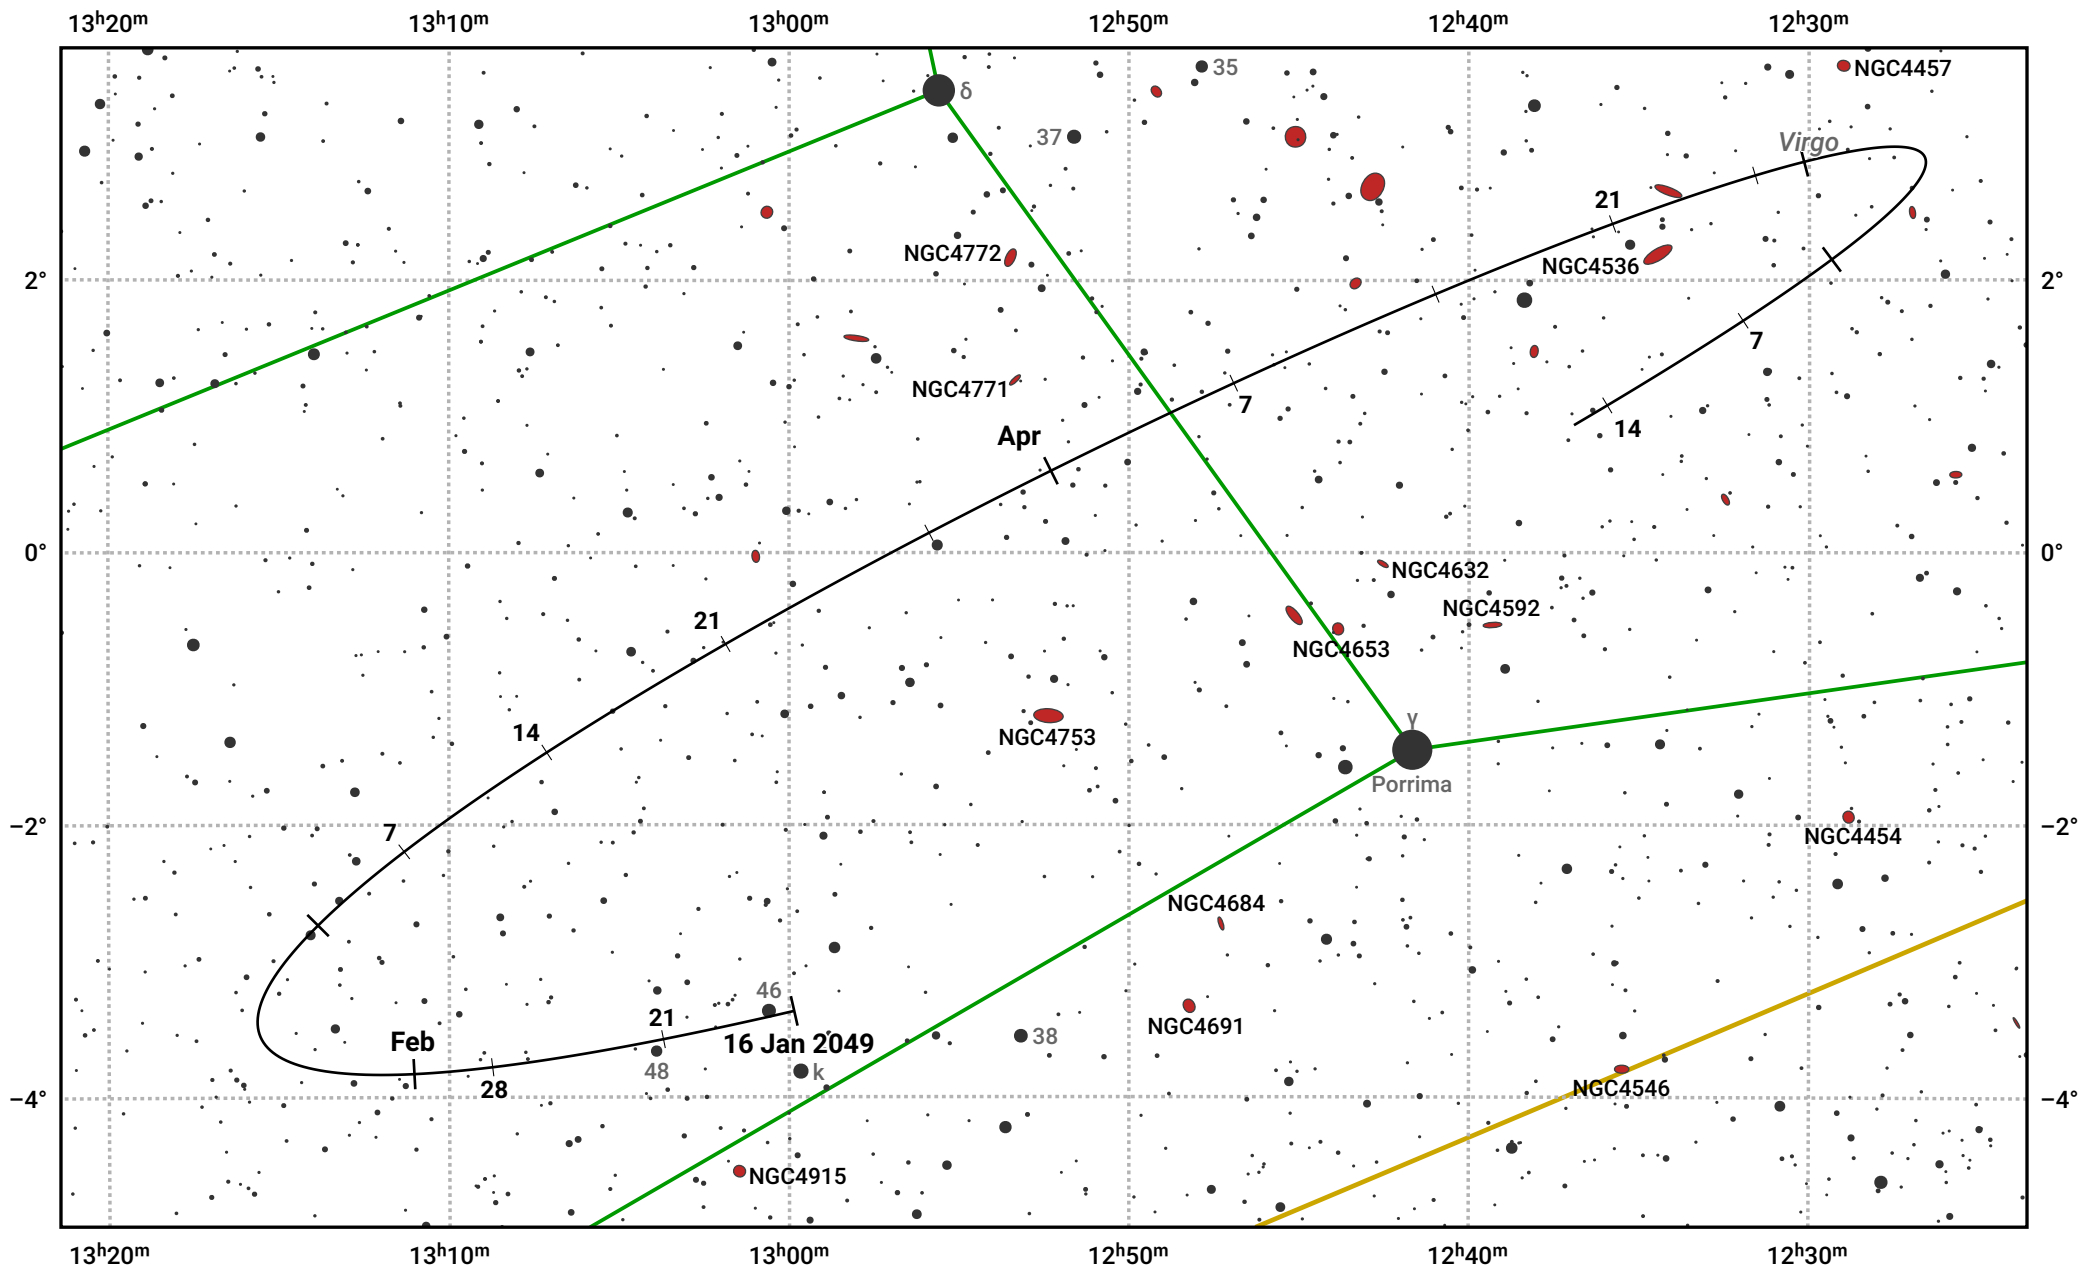 13ʰ20ᵐ 13ʰ10ᵐ 13ʰ00ᵐ 12ʰ50ᵐ 12ʰ40ᵐ 12ʰ30ᵐ
35
NGC4457
δ
37
Virgo
21
NGC4772
NGC4536
2° 2°
7
NGC4771
7
14
Apr
0° 0°
NGC4632
NGC4592
21
NGC4653
γ
14
NGC4753
Porrima
−2° −2°
7
NGC4454
NGC4684
46
21
NGC4691
38
Feb
16 Jan 2049
48
k
28
NGC4546
−4° −4°
NGC4915
13ʰ20ᵐ 13ʰ10ᵐ 13ʰ00ᵐ 12ʰ50ᵐ 12ʰ40ᵐ 12ʰ30ᵐ